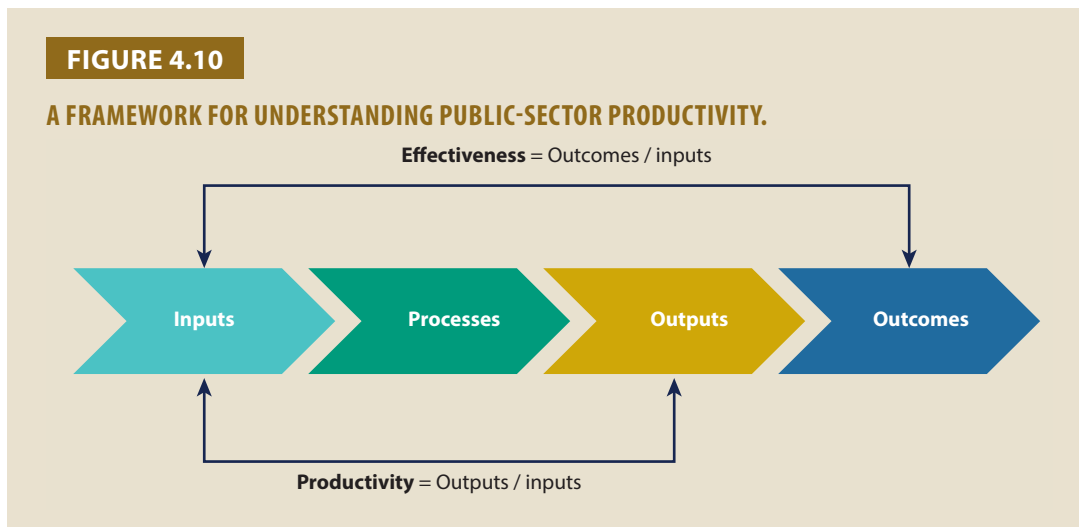 FIGURE 4.10
A FRAMEWORK FOR UNDERSTANDING PUBLIC-SECTOR PRODUCTIVITY.
Effectiveness = Outcomes / inputs
Inputs
Processes
Outputs
Outcomes
Productivity = Outputs / inputs